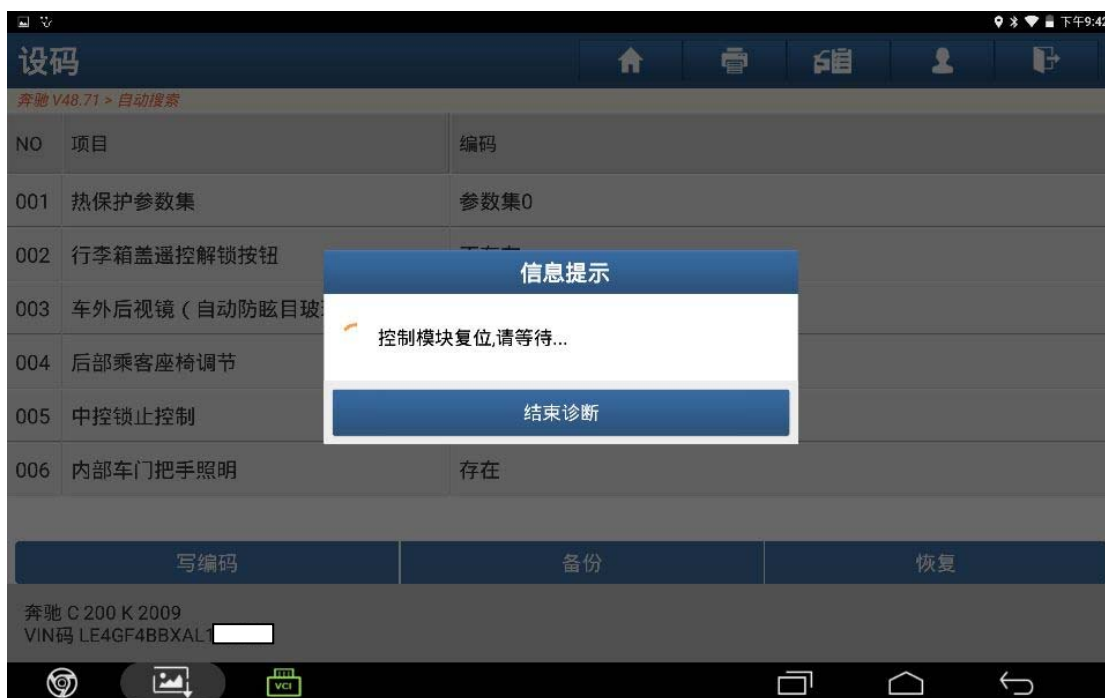 下午9:42
设码
奔驰 V48.71 > 自动搜索
NO 项目 编码
001 热保护参数集 参数集0
002 行李箱盖遥控解锁按钮
003 车外后视镜（自动防眩目玻
004 后部乘客座椅调节
005 中控锁止控制
006 内部车门把手照明 存在
信息提示
控制模块复位,请等待...
结束诊断
写编码 备份 恢复
奔驰 C 200 K 2009
VIN码 LE4GF4BBXAL1
VCI